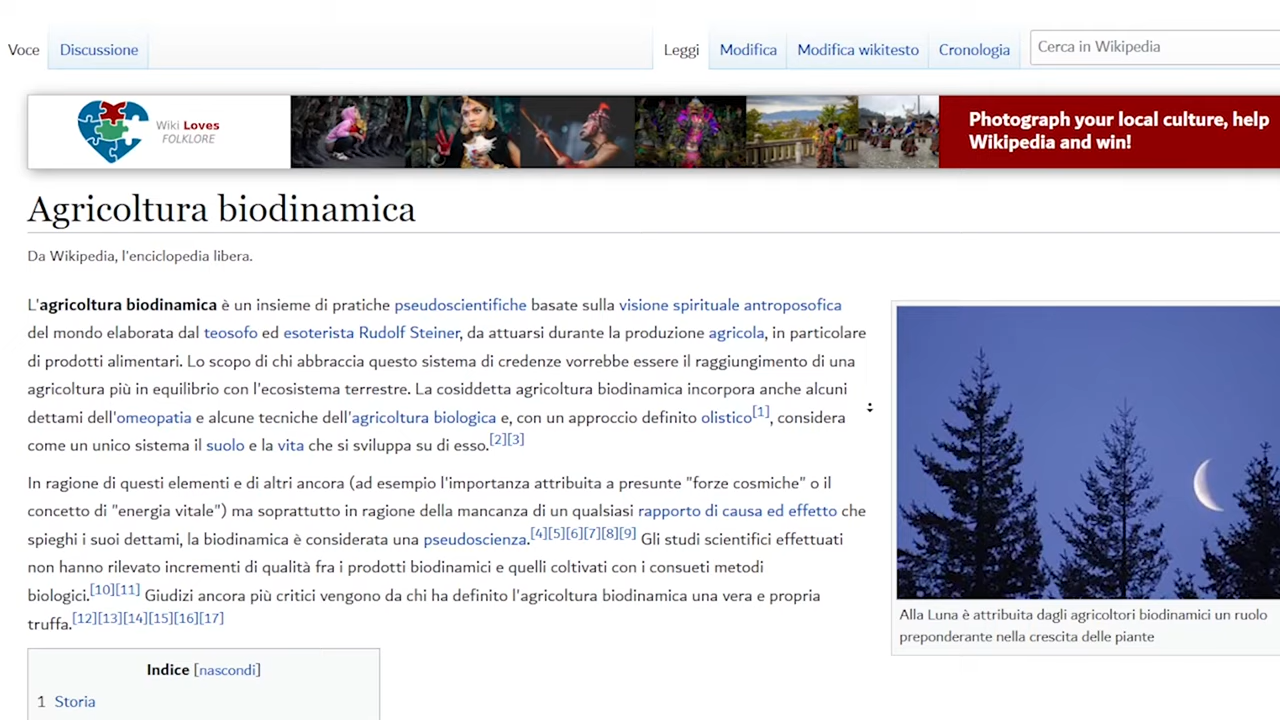 Voce
Discussione
Leggi
Modifica
Modifica wikitesto
Cronologia
Cerca in Wikipedia
Wiki Loves
FOLKLORE
Photograph your local culture, help
Wikipedia and win!
Agricoltura biodinamica
Da Wikipedia, l'enciclopedia libera.
L'agricoltura biodinamica è un insieme di pratiche pseudoscientifiche basate sulla visione spirituale antroposofica
del mondo elaborata dal teosofo ed esoterista Rudolf Steiner, da attuarsi durante la produzione agricola, in particolare
di prodotti alimentari. Lo scopo di chi abbraccia questo sistema di credenze vorrebbe essere il raggiungimento di una
agricoltura più in equilibrio con l'ecosistema terrestre. La cosiddetta agricoltura biodinamica incorpora anche alcuni
dettami dell'omeopatia e alcune tecniche dell'agricoltura biologica e, con un approccio definito olistico[1], considera
come un unico sistema il suolo e la vita che si sviluppa su di esso.[2][3]
In ragione di questi elementi e di altri ancora (ad esempio l'importanza attribuita a presunte "forze cosmiche" o il
concetto di "energia vitale") ma soprattutto in ragione della mancanza di un qualsiasi rapporto di causa ed effetto che
spieghi i suoi dettami, la biodinamica è considerata una pseudoscienza.[4][5][6][7][8][9] Gli studi scientifici effettuati
non hanno rilevato incrementi di qualità fra i prodotti biodinamici e quelli coltivati con i consueti metodi
biologici.[10][11] Giudizi ancora più critici vengono da chi ha definito l'agricoltura biodinamica una vera e propria
truffa.[12][13][14][15][16][17]
Alla Luna è attribuita dagli agricoltori biodinamici un ruolo
preponderante nella crescita delle piante
Indice [nascondi]
1 Storia